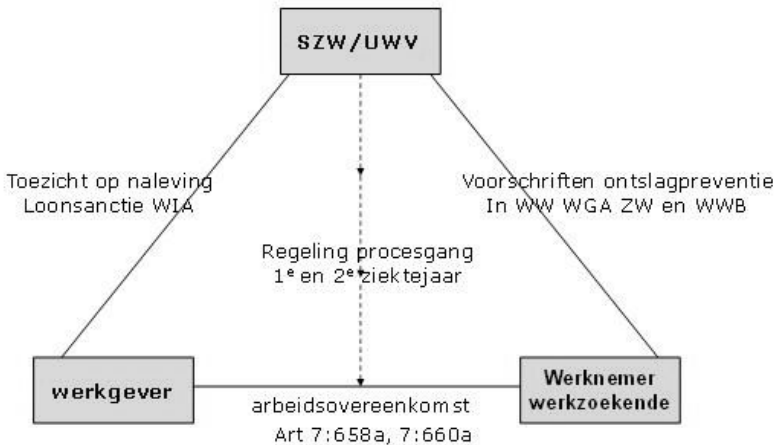 SZW/UWV
Toezicht op naleving
Loonsanctie WIA
Voorschriften ontslagpreventie
In WW WGA ZW en WWB
Regeling procesgang
1e en 2e ziektejaar
werkgever
Werknemer
werkzoekende
arbeidsovereenkomst
Art 7:658a, 7:660a